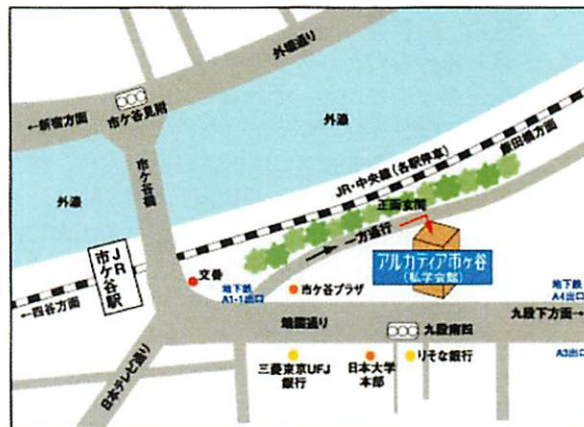 外堀通り
←新宿方面
市ケ谷見附
外濠
外濠
市ケ谷橋
JR・中央線（各駅停車）
飯田橋方面
正面玄関
一方通行
JR
市ケ谷駅
交番
アルカディア市ヶ谷
（私学会館）
地下鉄
A1-1出口
市ケ谷プラザ
地下鉄
A4出口
←四谷方面
靖国通り
九段南四
九段下方面→
日本テレビ通り
三菱東京UFJ
銀行
日本大学
本部
りそな銀行
A3出口